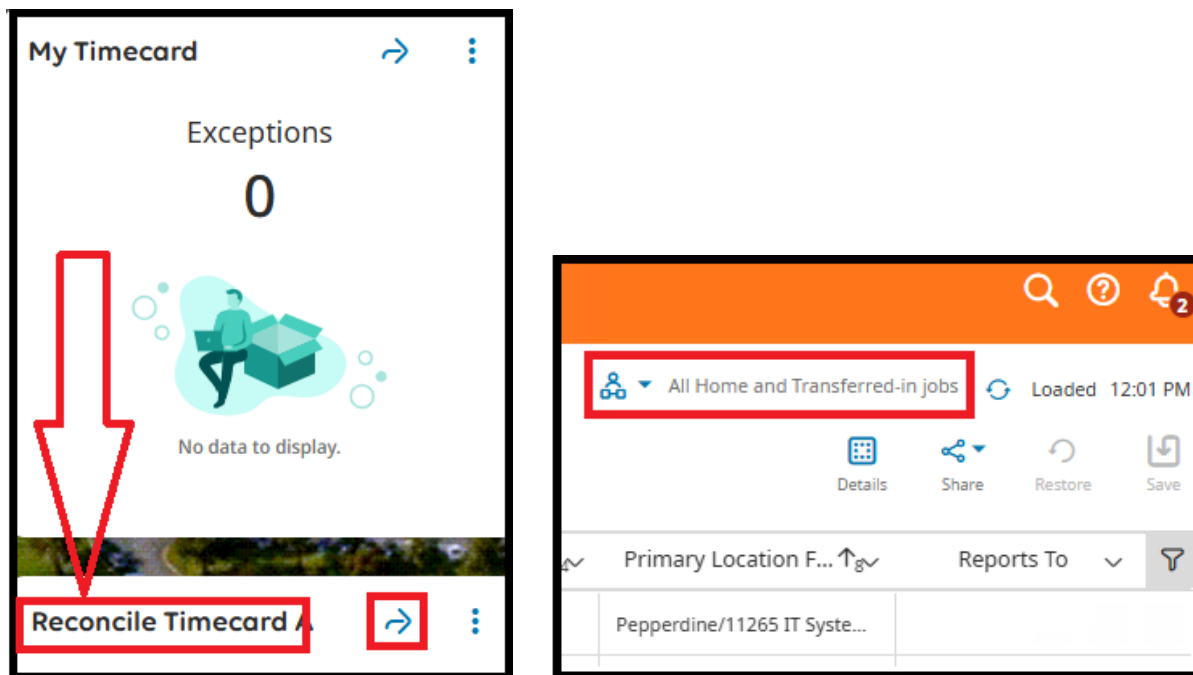 My Timecard
Exceptions
0
No data to display.
Reconcile Timecard A
2
All Home and Transferred-in jobs
Loaded 12:01 PM
Details
Share
Restore
Save
Primary Location F...
8
Reports To
Pepperdine/11265 IT Syste...